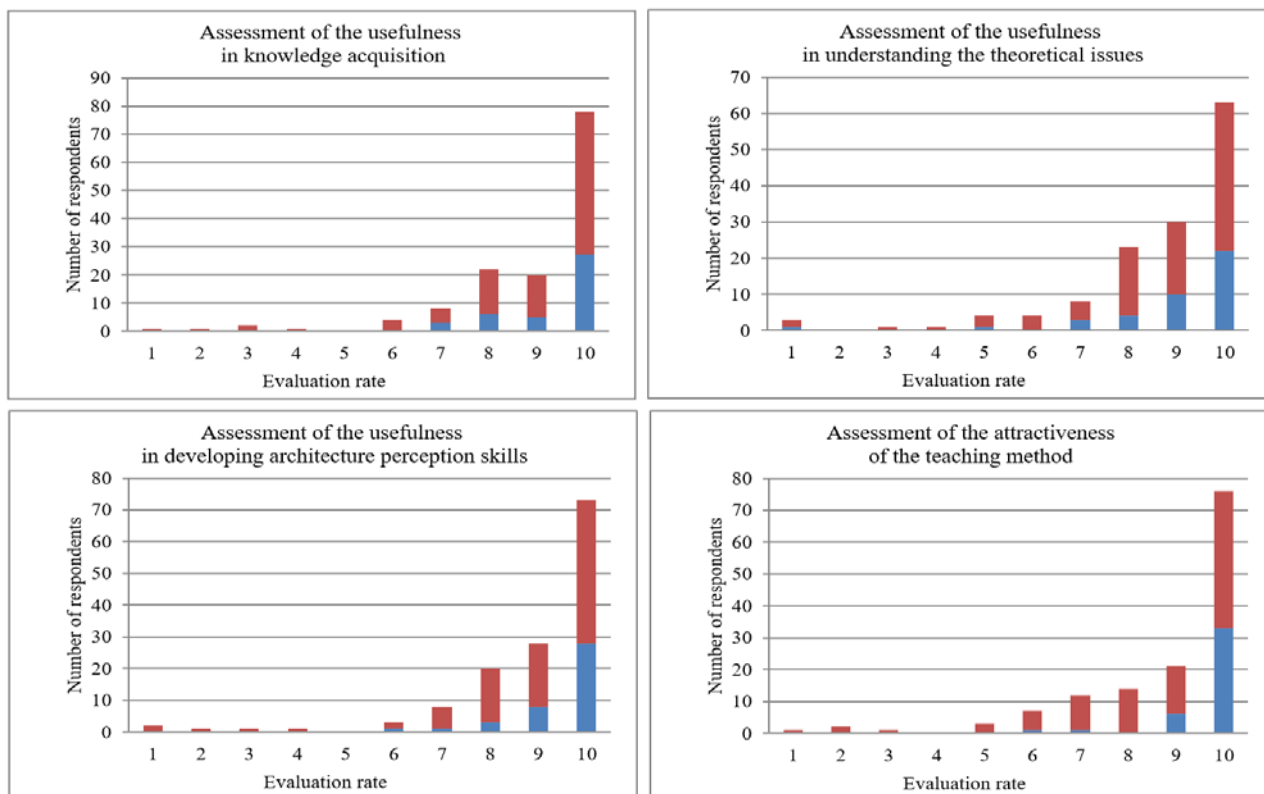 Assessment of the usefulness
in knowledge acquisition
Number of respondents
90
80
70
60
50
40
30
20
10
0
1 2 3 4 5 6 7 8 9 10
Evaluation rate
Assessment of the usefulness
in understanding the theoretical issues
Number of respondents
70
60
50
40
30
20
10
0
1 2 3 4 5 6 7 8 9 10
Evaluation rate
Assessment of the usefulness
in developing architecture perception skills
Number of respondents
80
70
60
50
40
30
20
10
0
1 2 3 4 5 6 7 8 9 10
Evaluation rate
Assessment of the attractiveness
of the teaching method
Number of respondents
80
70
60
50
40
30
20
10
0
1 2 3 4 5 6 7 8 9 10
Evaluation rate